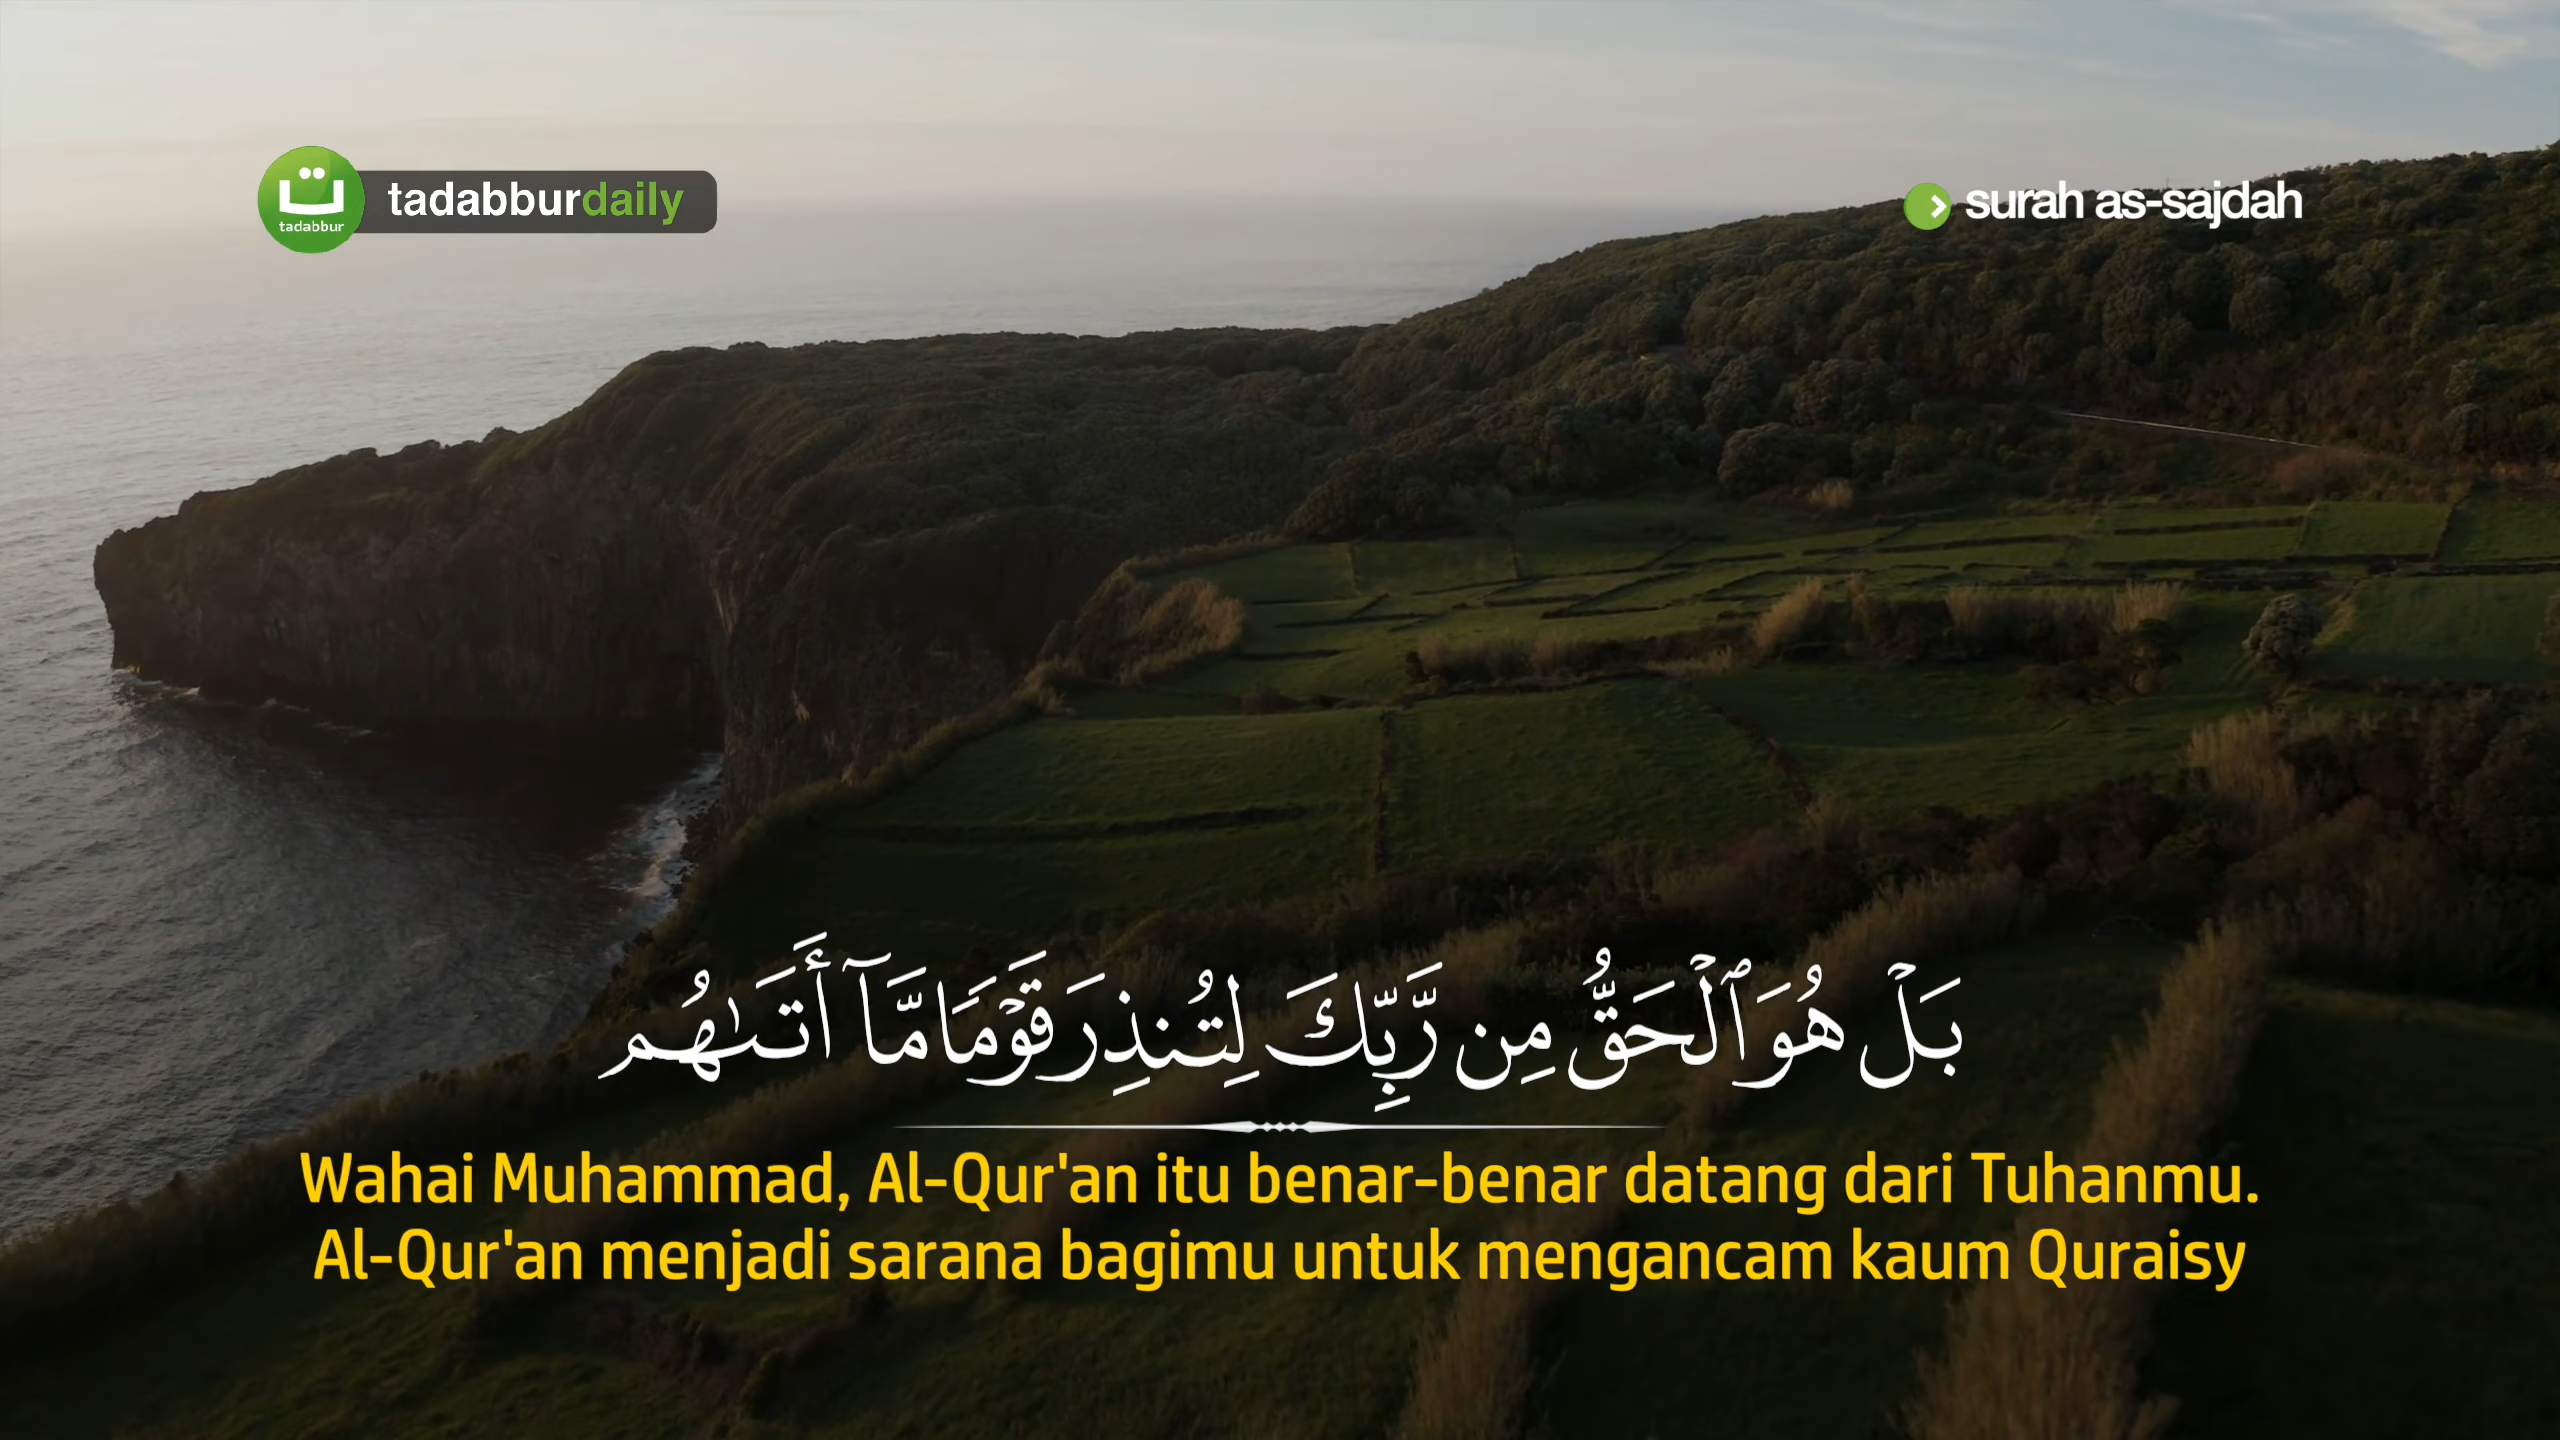 ت
tadabbur
tadabburdaily
surah as-sajdah
بَلْ هُوَ ٱلْحَقُّ مِن رَّبِّكَ لِتُنذِرَ قَوْمًا مَّآ أَتَىٰهُم
Wahai Muhammad, Al-Qur'an itu benar-benar datang dari Tuhanmu.
Al-Qur'an menjadi sarana bagimu untuk mengancam kaum Quraisy